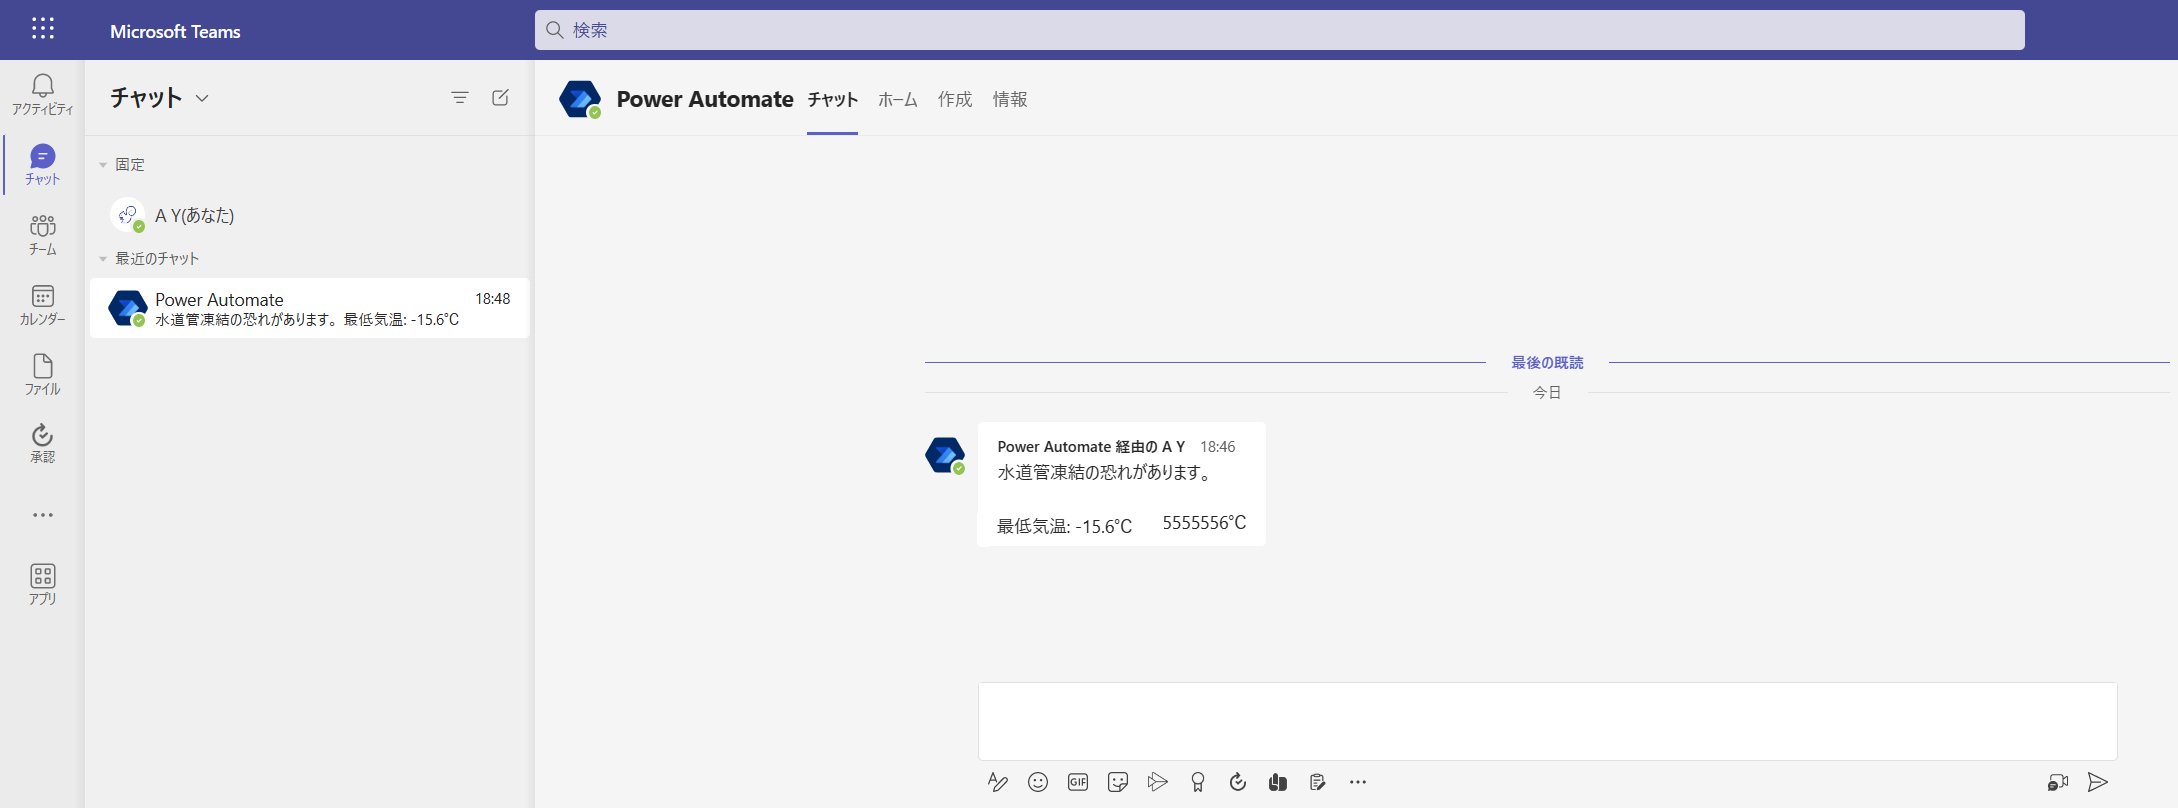 Microsoft Teams
検索
アクティビティ
チャット
チーム
カレンダー
ファイル
承認
アプリ
チャット
固定
A Y(あなた)
最近のチャット
Power Automate 18:48
水道管凍結の恐れがあります。 最低気温: -15.6℃
Power Automate チャット ホーム 作成 情報
最後の既読
今日
Power Automate 経由の A Y 18:46
水道管凍結の恐れがあります。
最低気温: -15.6℃ 5555556℃
GIF